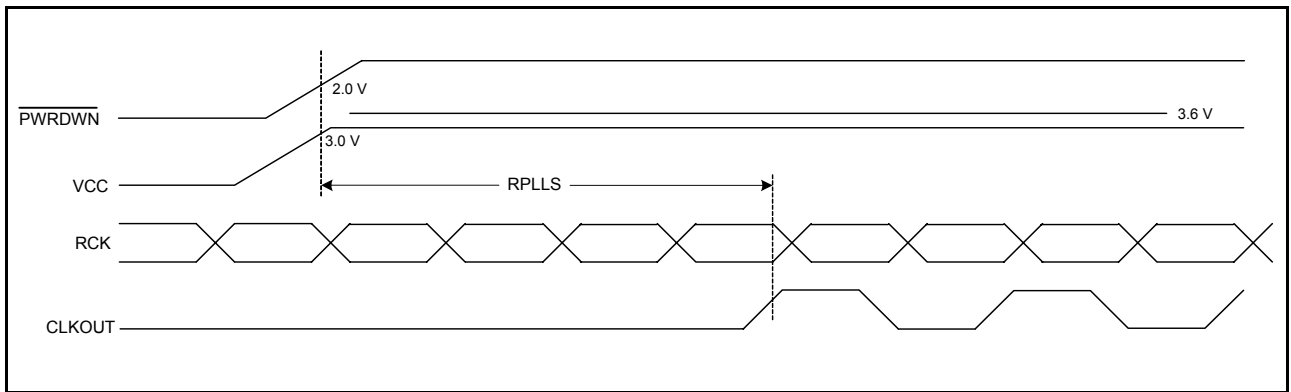 2.0 V
PWRDWN
3.6 V
3.0 V
VCC
RPLLS
RCK
CLKOUT